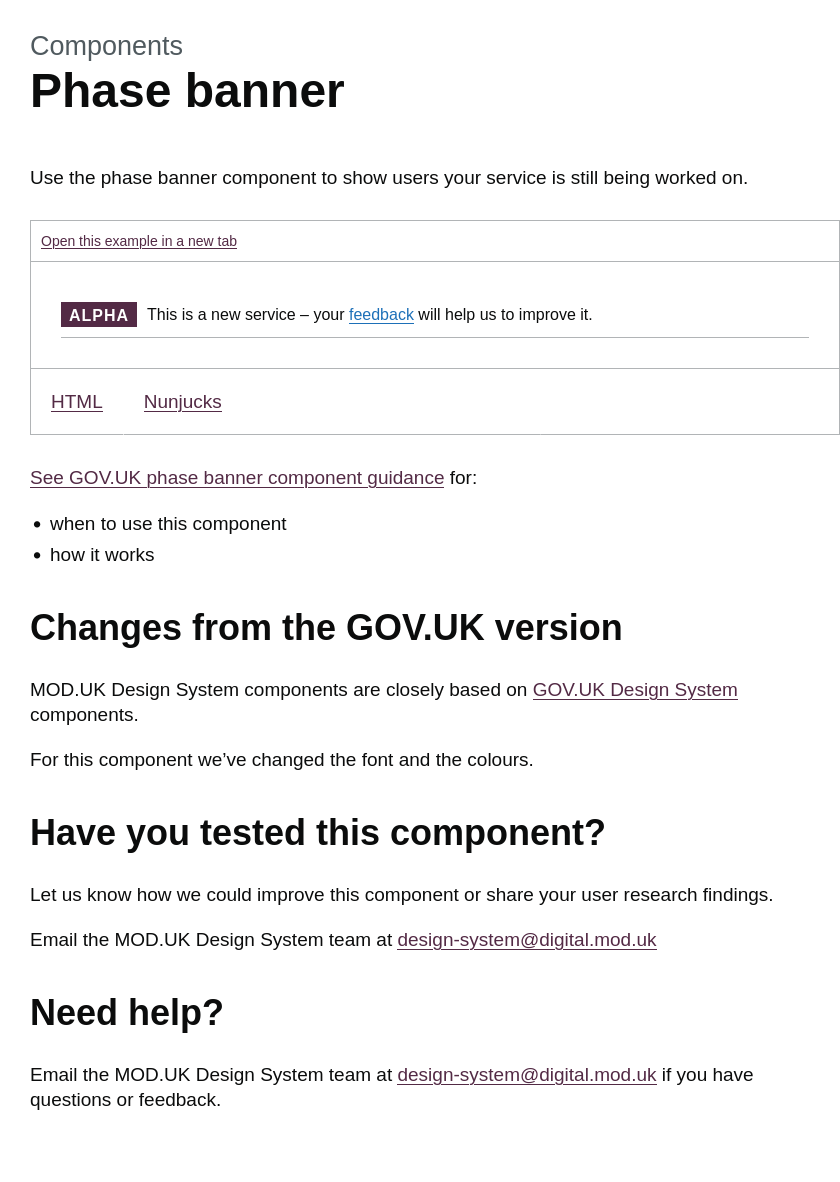 Components
Phase banner
Use the phase banner component to show users your service is still being worked on.
Open this example in a new tab
ALPHA This is a new service – your feedback will help us to improve it.
HTML Nunjucks
See GOV.UK phase banner component guidance for:
• when to use this component
• how it works
Changes from the GOV.UK version
MOD.UK Design System components are closely based on GOV.UK Design System
components.
For this component we’ve changed the font and the colours.
Have you tested this component?
Let us know how we could improve this component or share your user research findings.
Email the MOD.UK Design System team at design-system@digital.mod.uk
Need help?
Email the MOD.UK Design System team at design-system@digital.mod.uk if you have
questions or feedback.